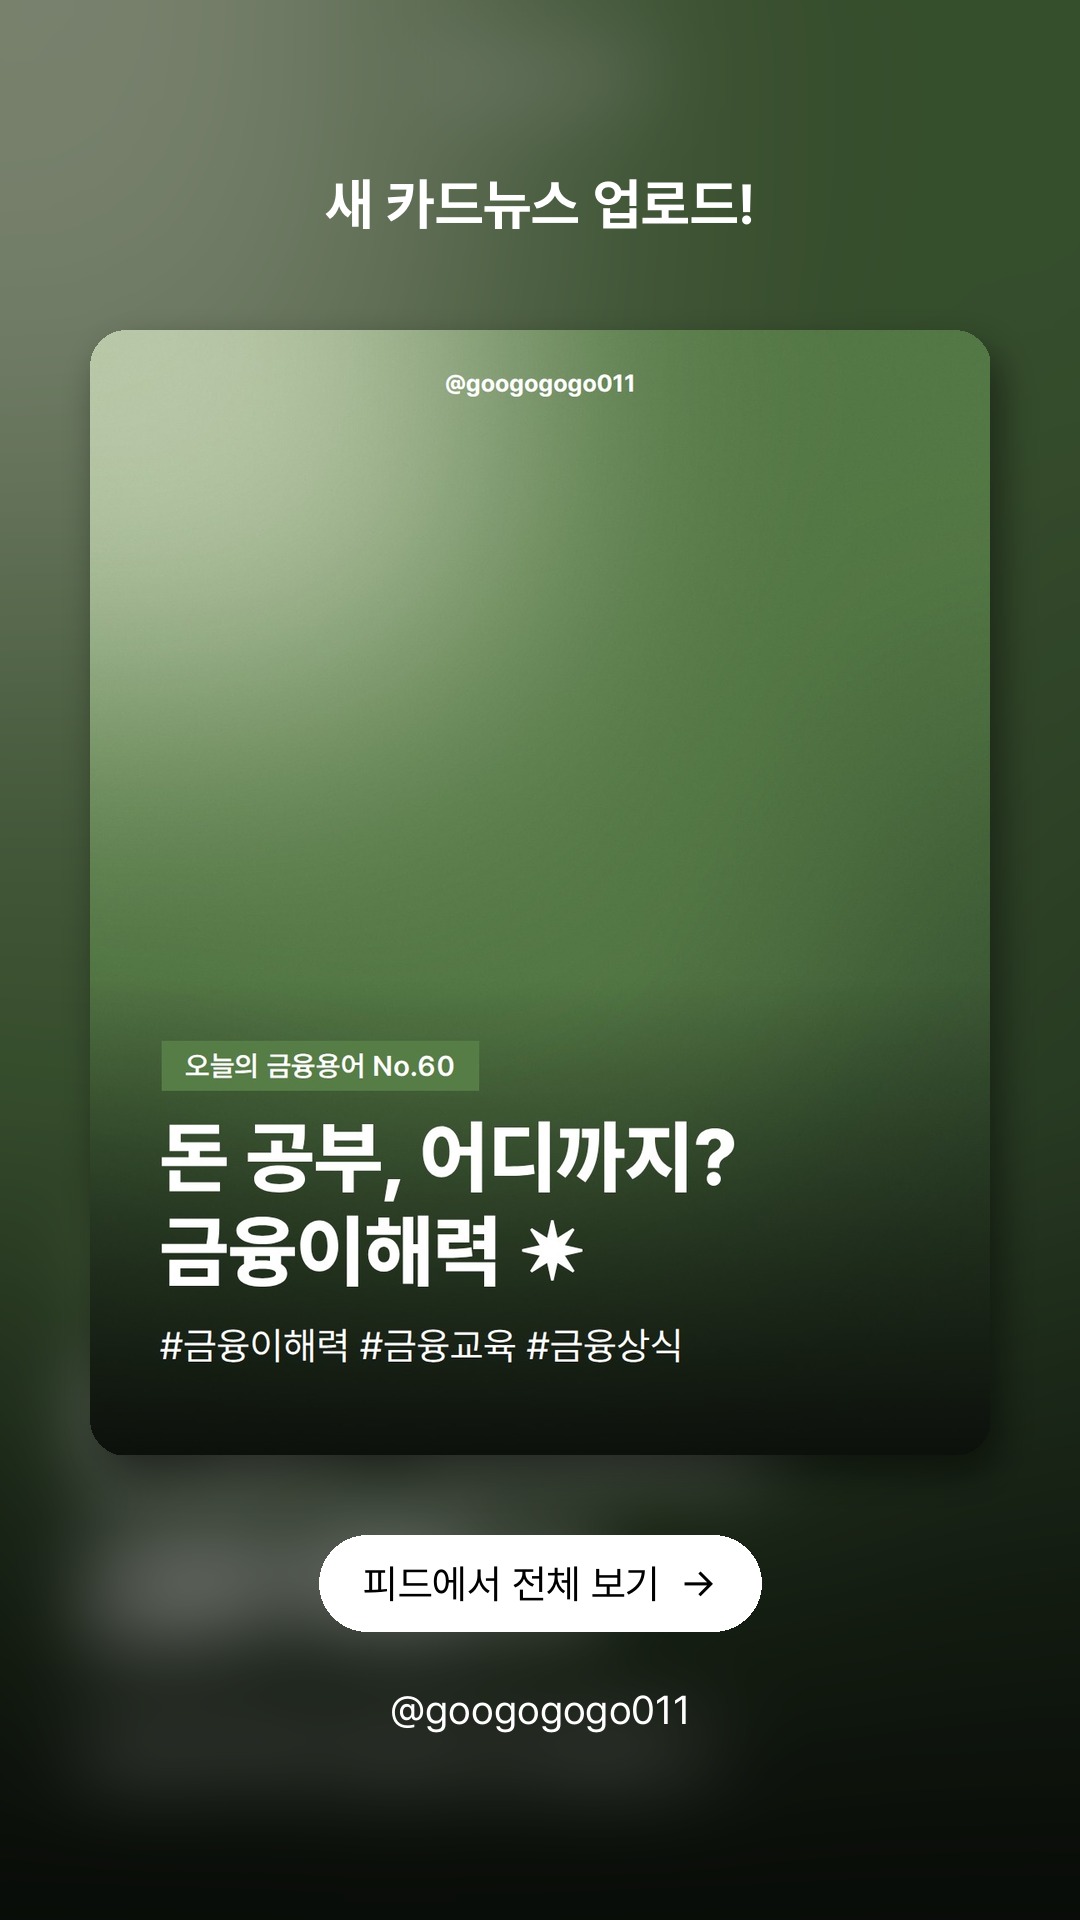 새 카드뉴스 업로드!
@googogogo011
오늘의 금융용어 No.60
돈 공부, 어디까지?
금융이해력 ✷
#금융이해력 #금융교육 #금융상식
피드에서 전체 보기 →
@googogogo011